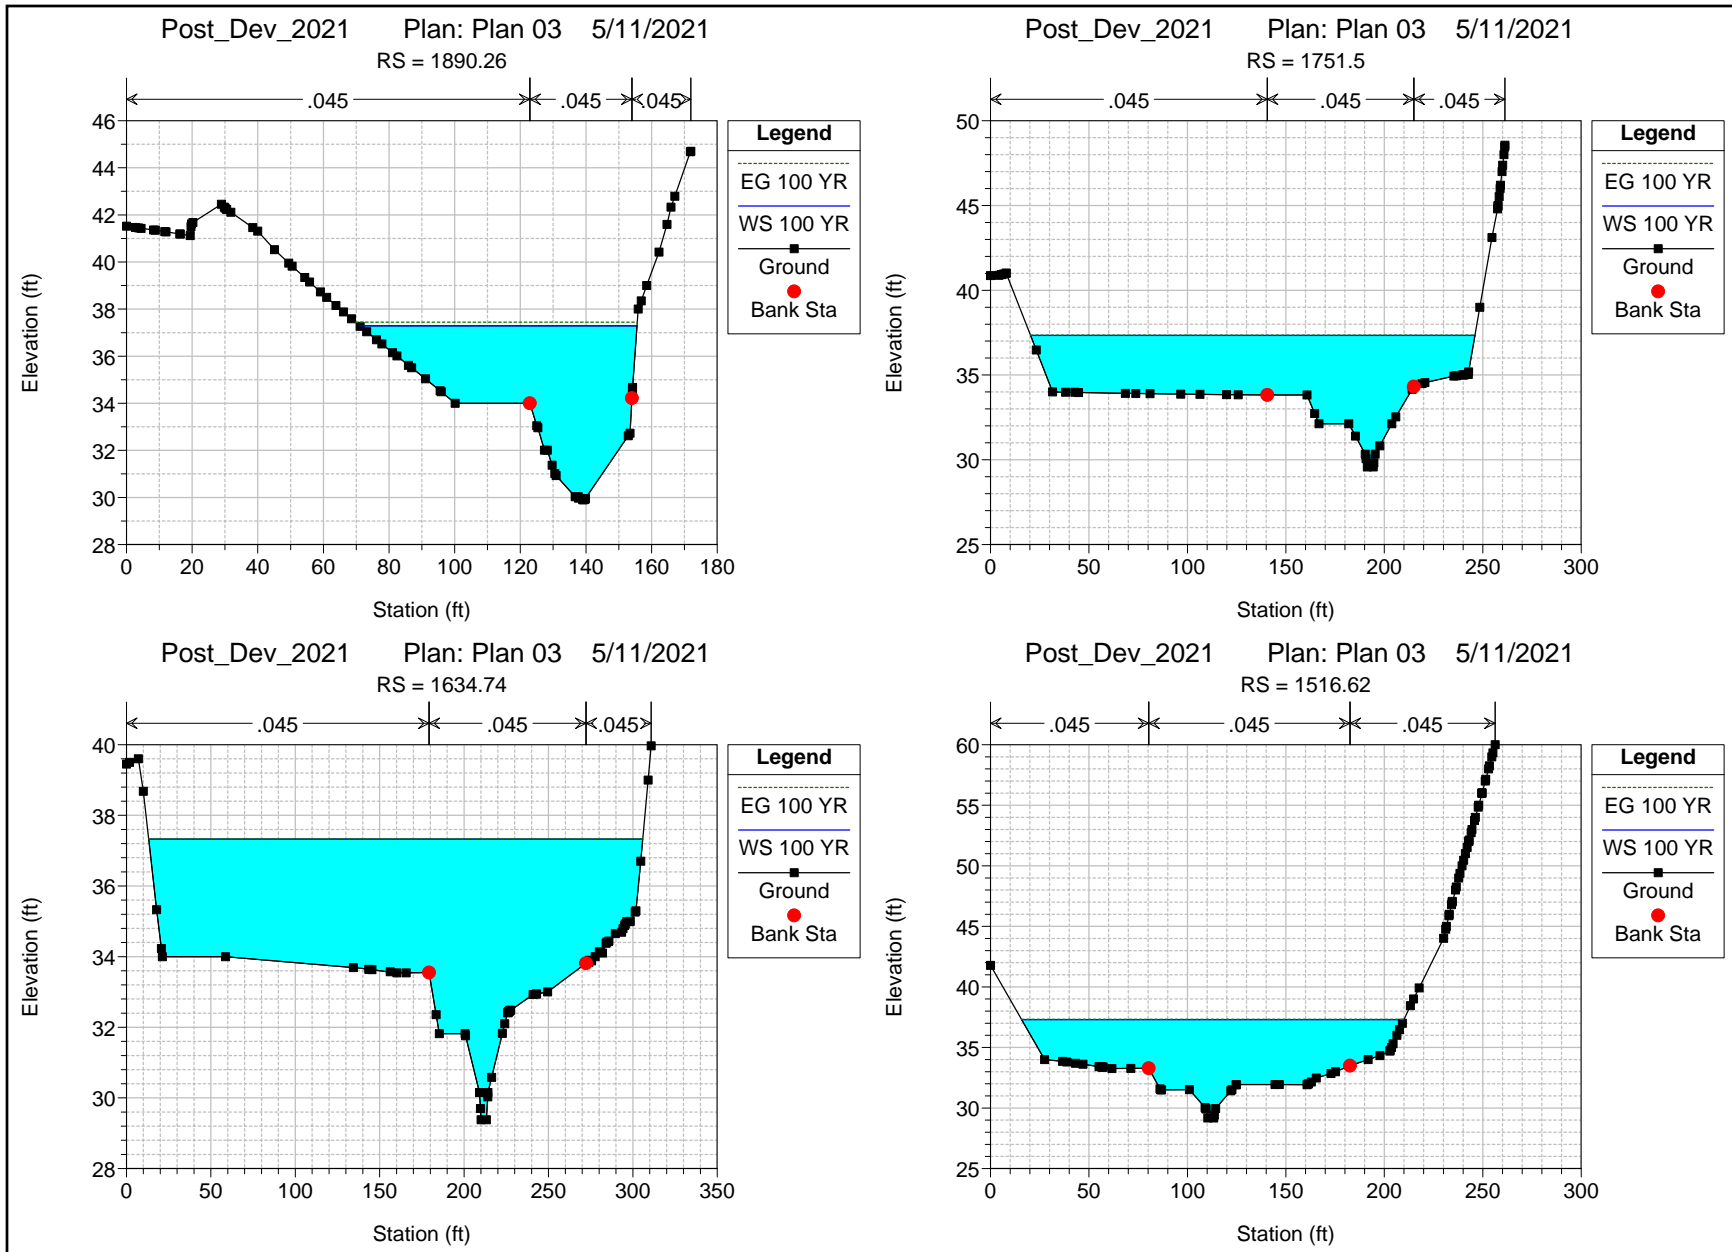 Post_Dev_2021 Plan: Plan 03 5/11/2021
RS = 1890.26
.045 .045 .045
46
44
42
40
38
36
34
32
30
28
Elevation (ft)
0 20 40 60 80 100 120 140 160 180
Station (ft)
Legend
EG 100 YR
WS 100 YR
Ground
Bank Sta
Post_Dev_2021 Plan: Plan 03 5/11/2021
RS = 1751.5
.045 .045 .045
50
45
40
35
30
25
Elevation (ft)
0 50 100 150 200 250 300
Station (ft)
Legend
EG 100 YR
WS 100 YR
Ground
Bank Sta
Post_Dev_2021 Plan: Plan 03 5/11/2021
RS = 1634.74
.045 .045 .045
40
38
36
34
32
30
28
Elevation (ft)
0 50 100 150 200 250 300 350
Station (ft)
Legend
EG 100 YR
WS 100 YR
Ground
Bank Sta
Post_Dev_2021 Plan: Plan 03 5/11/2021
RS = 1516.62
.045 .045 .045
60
55
50
45
40
35
30
25
Elevation (ft)
0 50 100 150 200 250 300
Station (ft)
Legend
EG 100 YR
WS 100 YR
Ground
Bank Sta